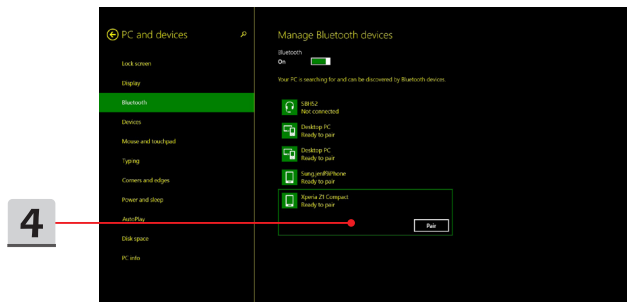 PC and devices
Lock screen
Display
Bluetooth
Devices
Mouse and touchpad
Typing
Corners and edges
Power and sleep
AutoPlay
Disk space
PC info
Manage Bluetooth devices
Bluetooth
On
Your PC is searching for and can be discovered by Bluetooth devices.
SBH52
Not connected
Desktop PC
Ready to pair
Desktop PC
Ready to pair
Ready to pair
Xperia Z1 Compact
Ready to pair
Pair
4